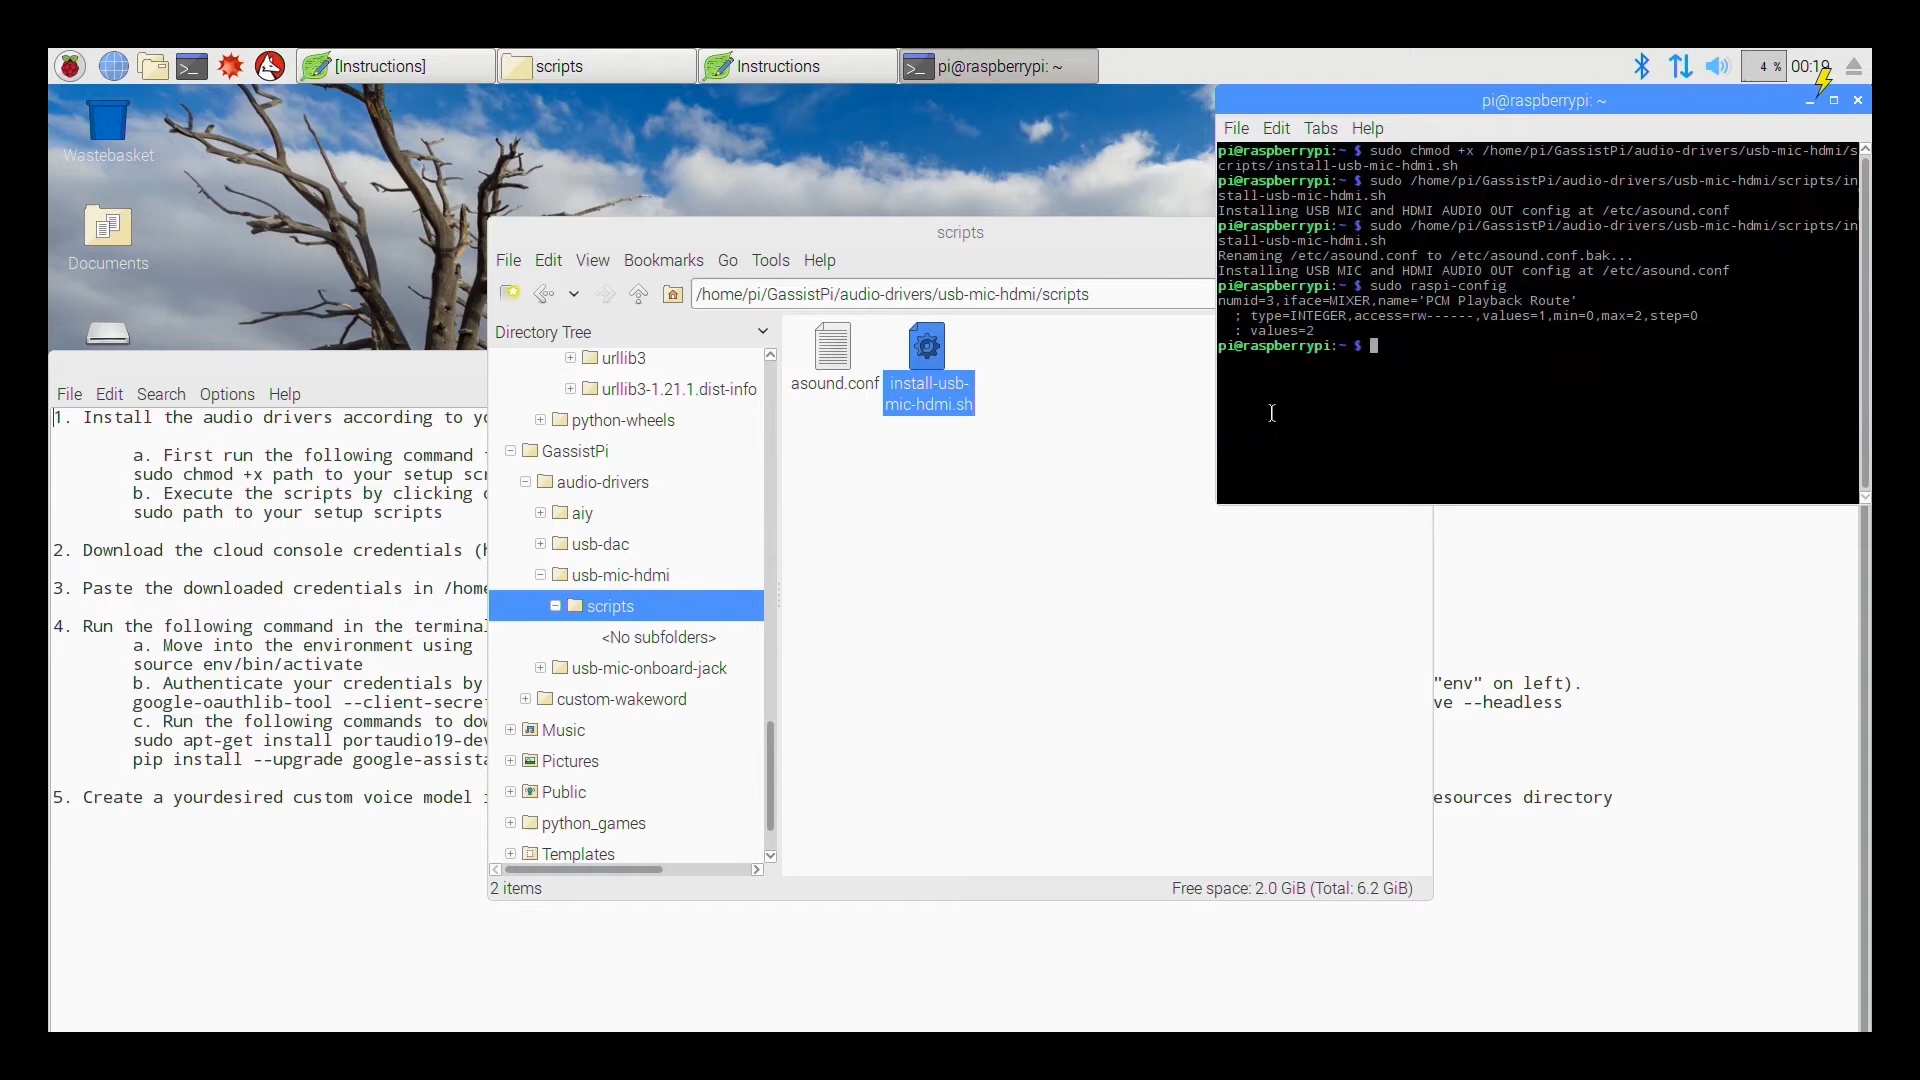 [Instructions]
scripts
Instructions
pi@raspberrypi: ~
4 %
00:19
Wastebasket
Documents
pi@raspberrypi: ~
File Edit Tabs Help
pi@raspberrypi:~ $ sudo chmod +x /home/pi/GassistPi/audio-drivers/usb-mic-hdmi/s
cripts/install-usb-mic-hdmi.sh
pi@raspberrypi:~ $ sudo /home/pi/GassistPi/audio-drivers/usb-mic-hdmi/scripts/in
stall-usb-mic-hdmi.sh
Installing USB MIC and HDMI AUDIO OUT config at /etc/asound.conf
pi@raspberrypi:~ $ sudo /home/pi/GassistPi/audio-drivers/usb-mic-hdmi/scripts/in
stall-usb-mic-hdmi.sh
Renaming /etc/asound.conf to /etc/asound.conf.bak...
Installing USB MIC and HDMI AUDIO OUT config at /etc/asound.conf
pi@raspberrypi:~ $ sudo raspi-config
numid=3,iface=MIXER,name='PCM Playback Route'
; type=INTEGER,access=rw------,values=1,min=0,max=2,step=0
: values=2
pi@raspberrypi:~ $
scripts
File Edit View Bookmarks Go Tools Help
/home/pi/GassistPi/audio-drivers/usb-mic-hdmi/scripts
Directory Tree
urllib3
urllib3-1.21.1.dist-info
python-wheels
GassistPi
audio-drivers
aiy
usb-dac
usb-mic-hdmi
scripts
<No subfolders>
usb-mic-onboard-jack
custom-wakeword
Music
Pictures
Public
python_games
Templates
asound.conf
install-usb-
mic-hdmi.sh
2 items
Free space: 2.0 GiB (Total: 6.2 GiB)
File Edit Search Options Help
1. Install the audio drivers according to
a. First run the following command
sudo chmod +x path to your setup
b. Execute the scripts by clicking
sudo path to your setup scripts
2. Download the cloud console credentials
3. Paste the downloaded credentials in
4. Run the following command in the terminal
a. Move into the environment using
source env/bin/activate
"env" on left).
b. Authenticate your credentials by
google-oauthlib-tool --client-secre
ve --headless
c. Run the following commands to
sudo apt-get install portaudio19-dev
pip install --upgrade google-assista
5. Create a yourdesired custom voice model
esources directory